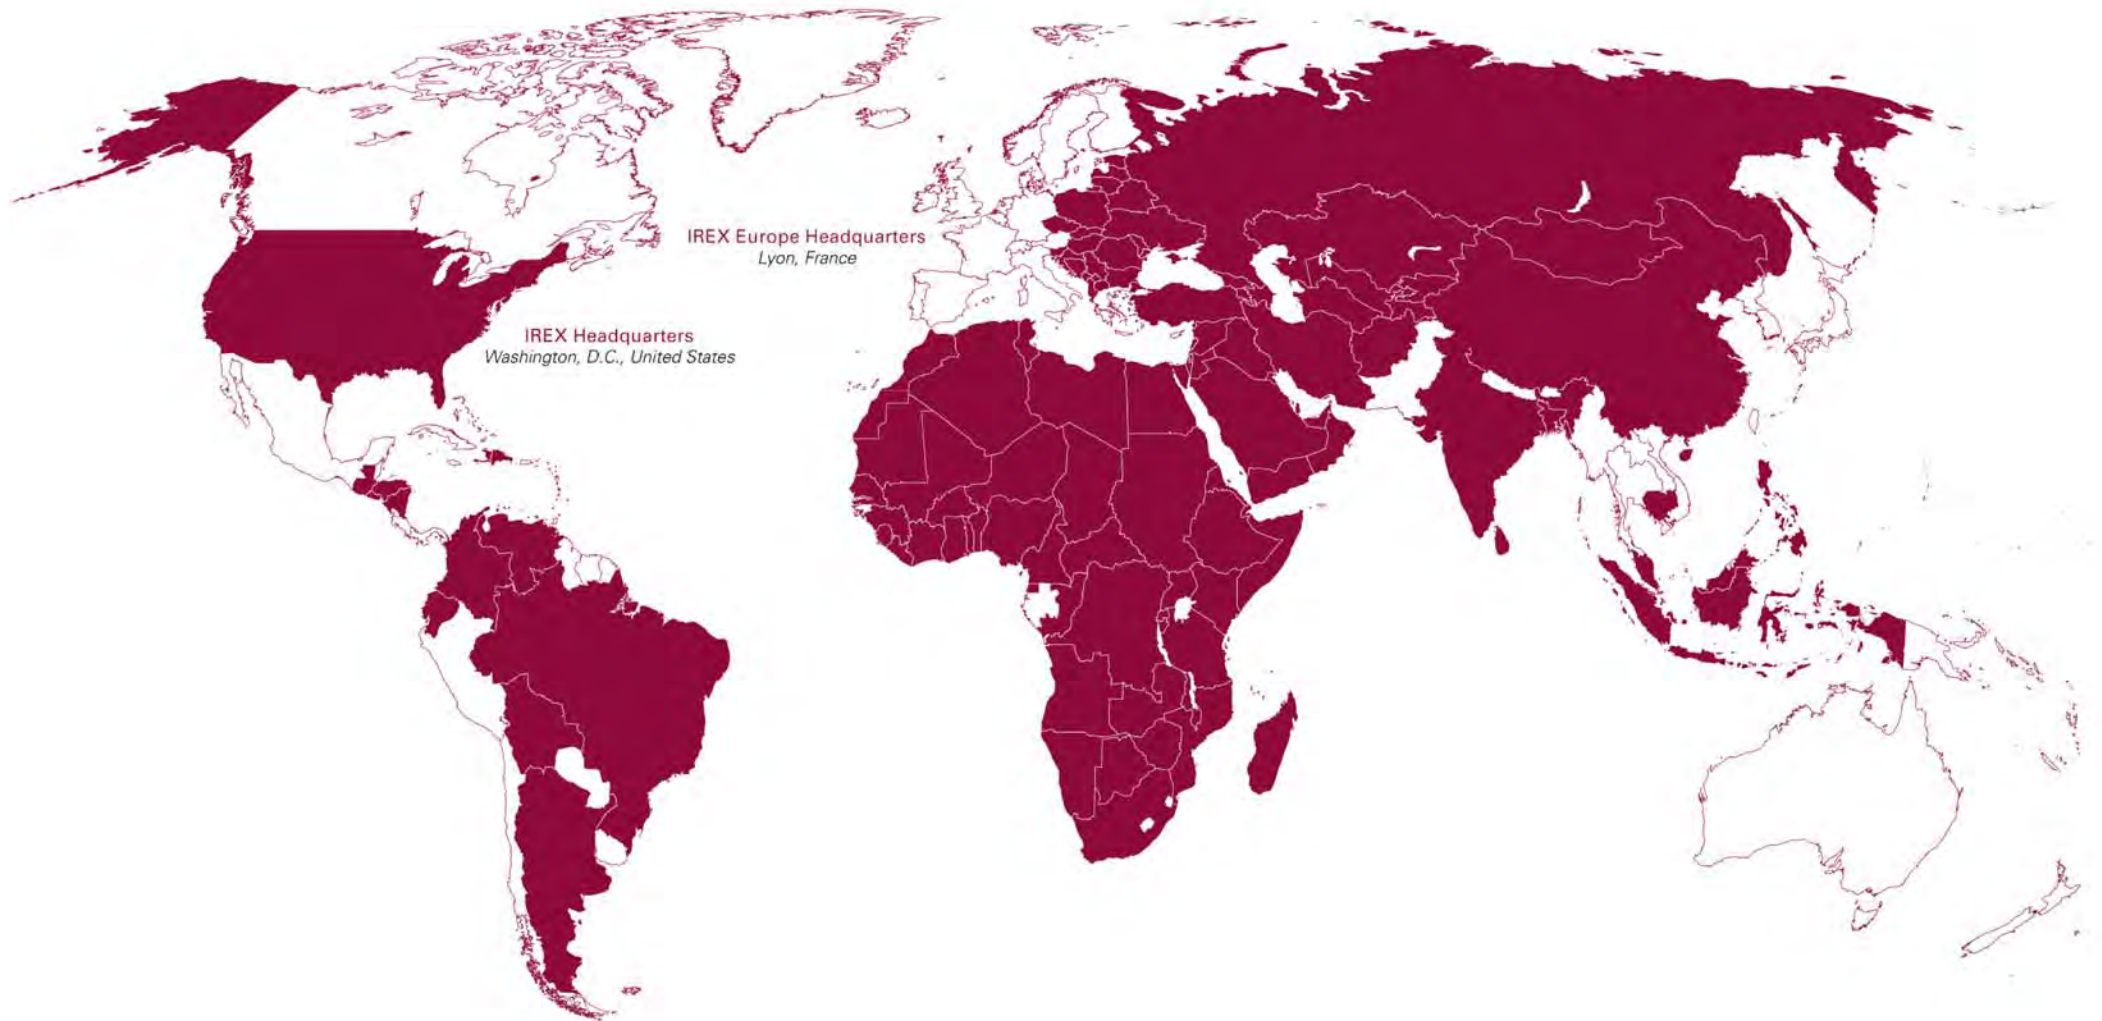 IREX Europe Headquarters
Lyon, France
IREX Headquarters
Washington, D.C., United States